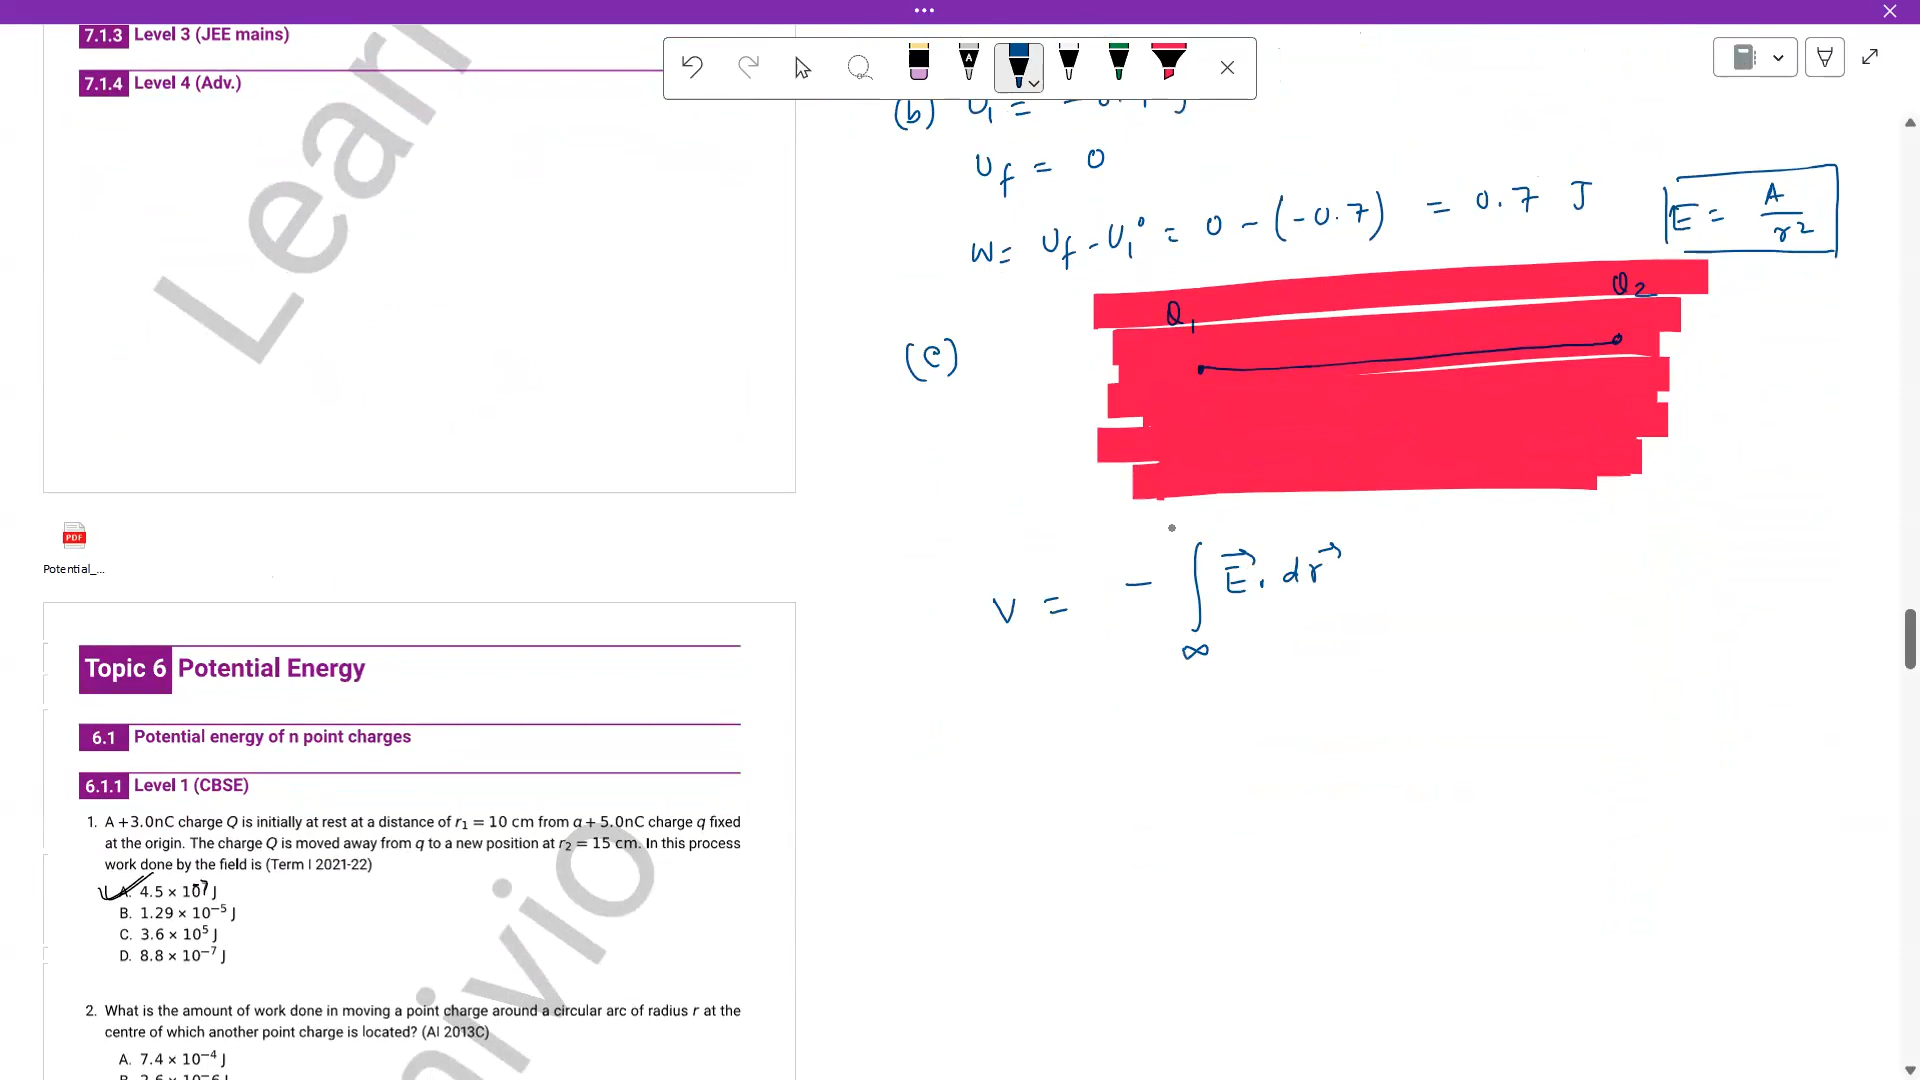 7.1.3 Level 3 (JEE mains)
7.1.4 Level 4 (Adv.)
PDF
Potential_...
Topic 6 Potential Energy
6.1 Potential energy of n point charges
6.1.1 Level 1 (CBSE)
1. A +3.0nC charge Q is initially at rest at a distance of r₁ = 10 cm from a + 5.0nC charge q fixed
at the origin. The charge Q is moved away from q to a new position at r₂ = 15 cm. In this process
work done by the field is (Term I 2021-22)
A. 4.5 × 10⁻⁷ J
B. 1.29 × 10⁻⁵ J
C. 3.6 × 10⁵ J
D. 8.8 × 10⁻⁷ J
2. What is the amount of work done in moving a point charge around a circular arc of radius r at the
centre of which another point charge is located? (AI 2013C)
A. 7.4 × 10⁻⁴ J
(b) U₁ =
U_f = 0
W = U_f - U_i = 0 - (-0.7) = 0.7 J
E = A / r²
Q₁ Q₂
(c)
V = - ∫ E⃗ . dr⃗
∞